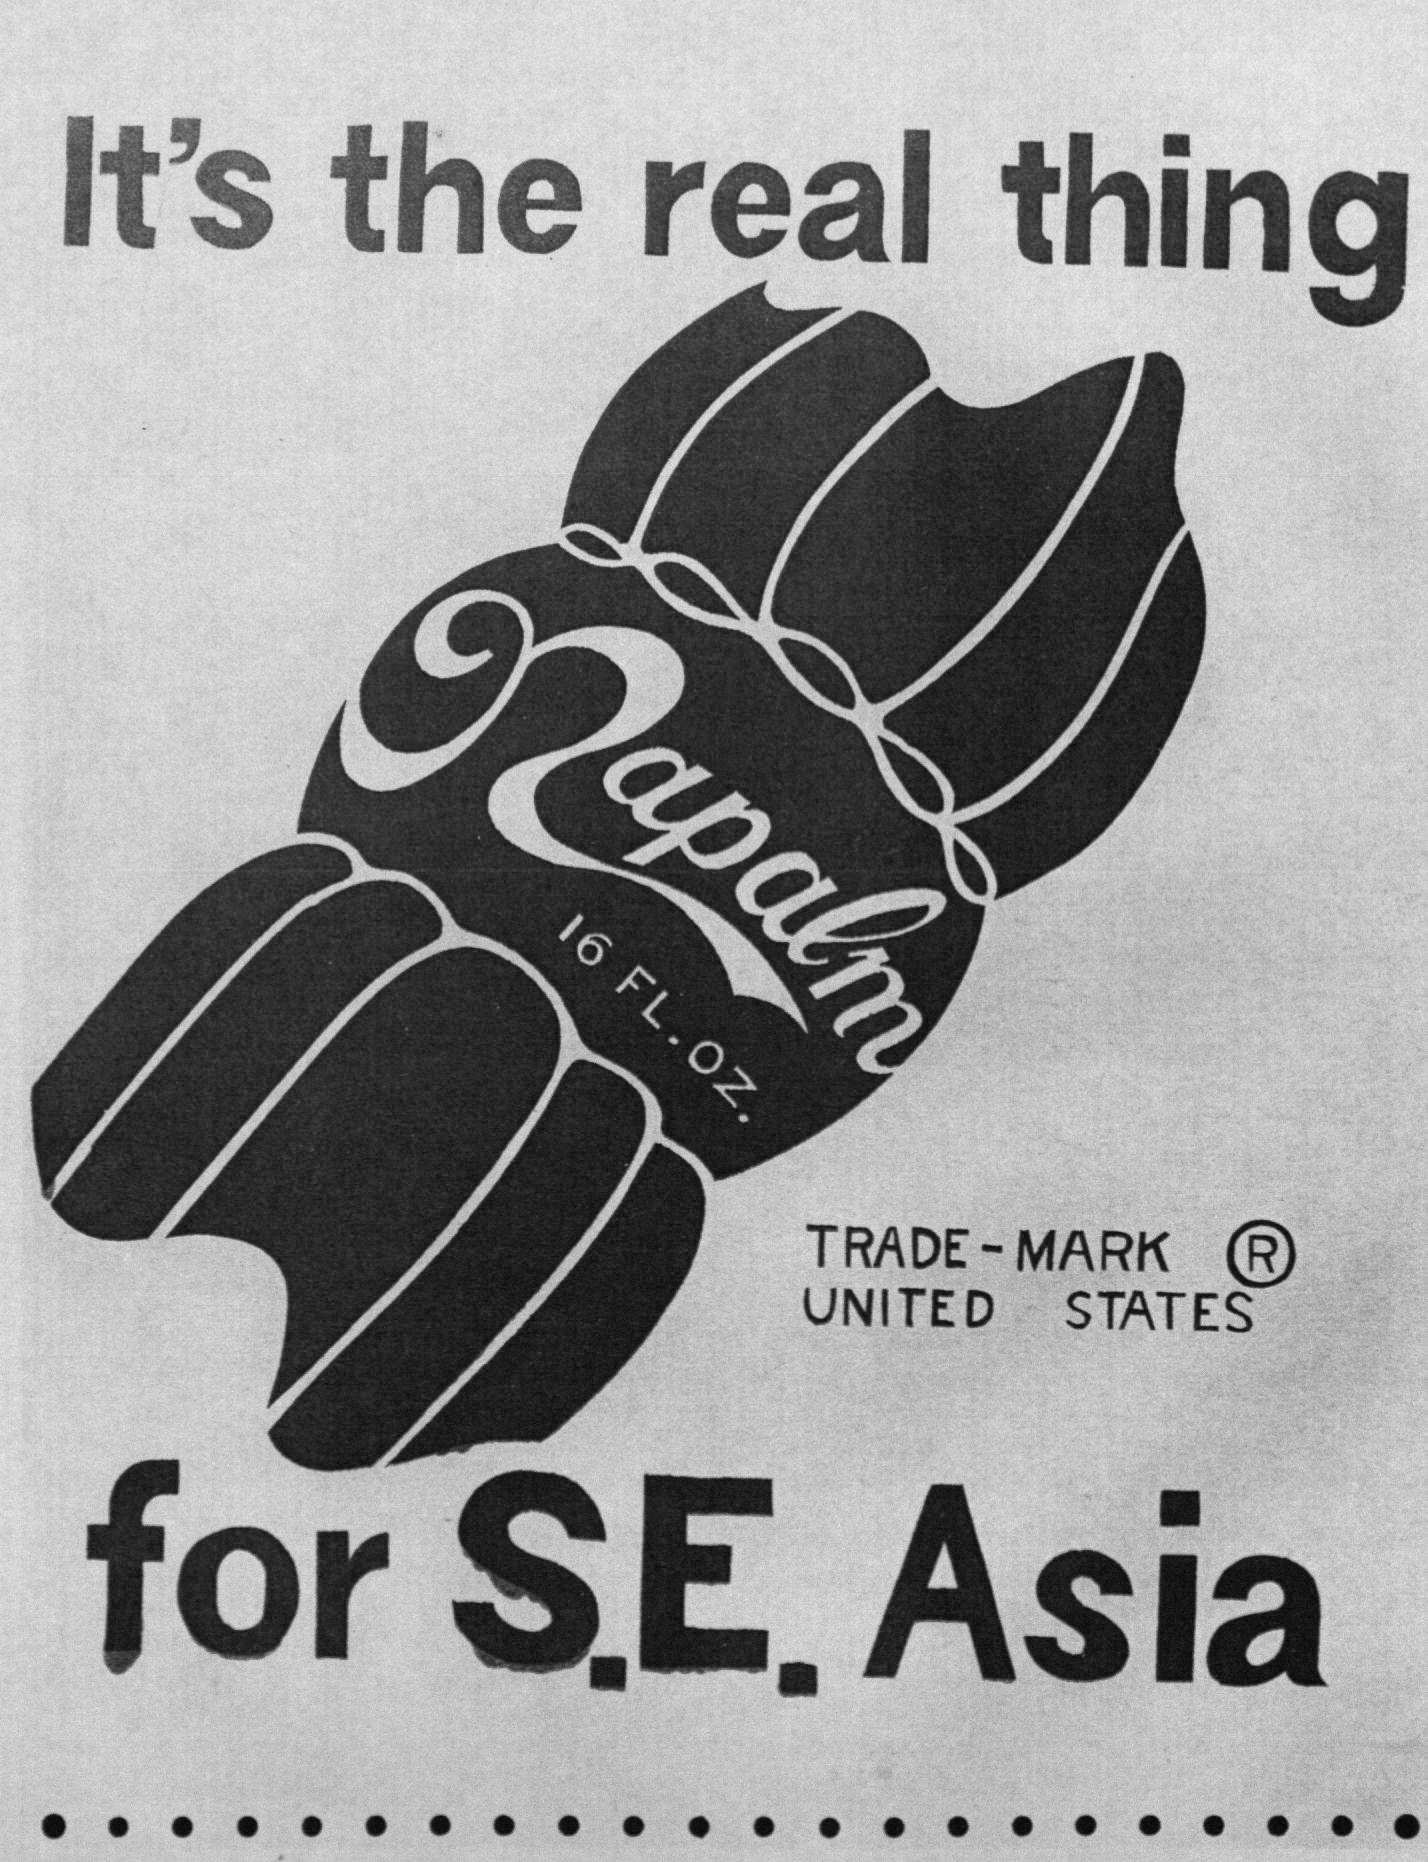 It's the real thing
Napalm
16 FL. OZ.
TRADE-MARK ®
UNITED STATES
for S.E. Asia